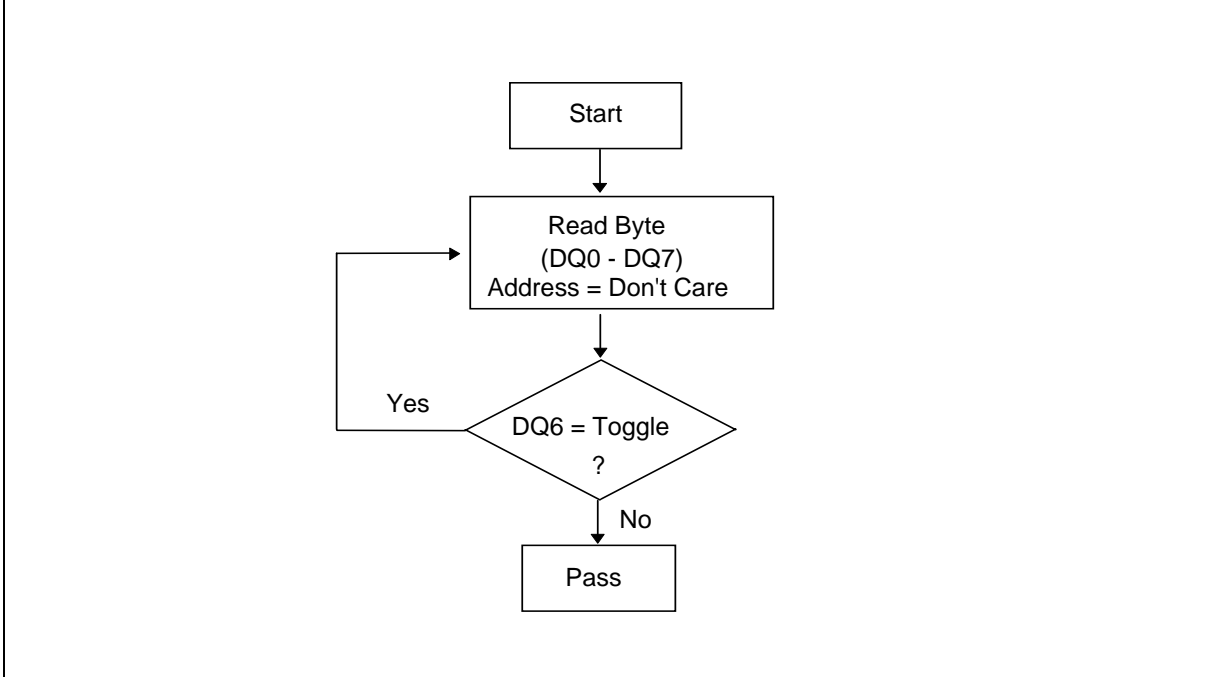 Start
Read Byte
(DQ0 - DQ7)
Address = Don't Care
Yes
DQ6 = Toggle
?
No
Pass